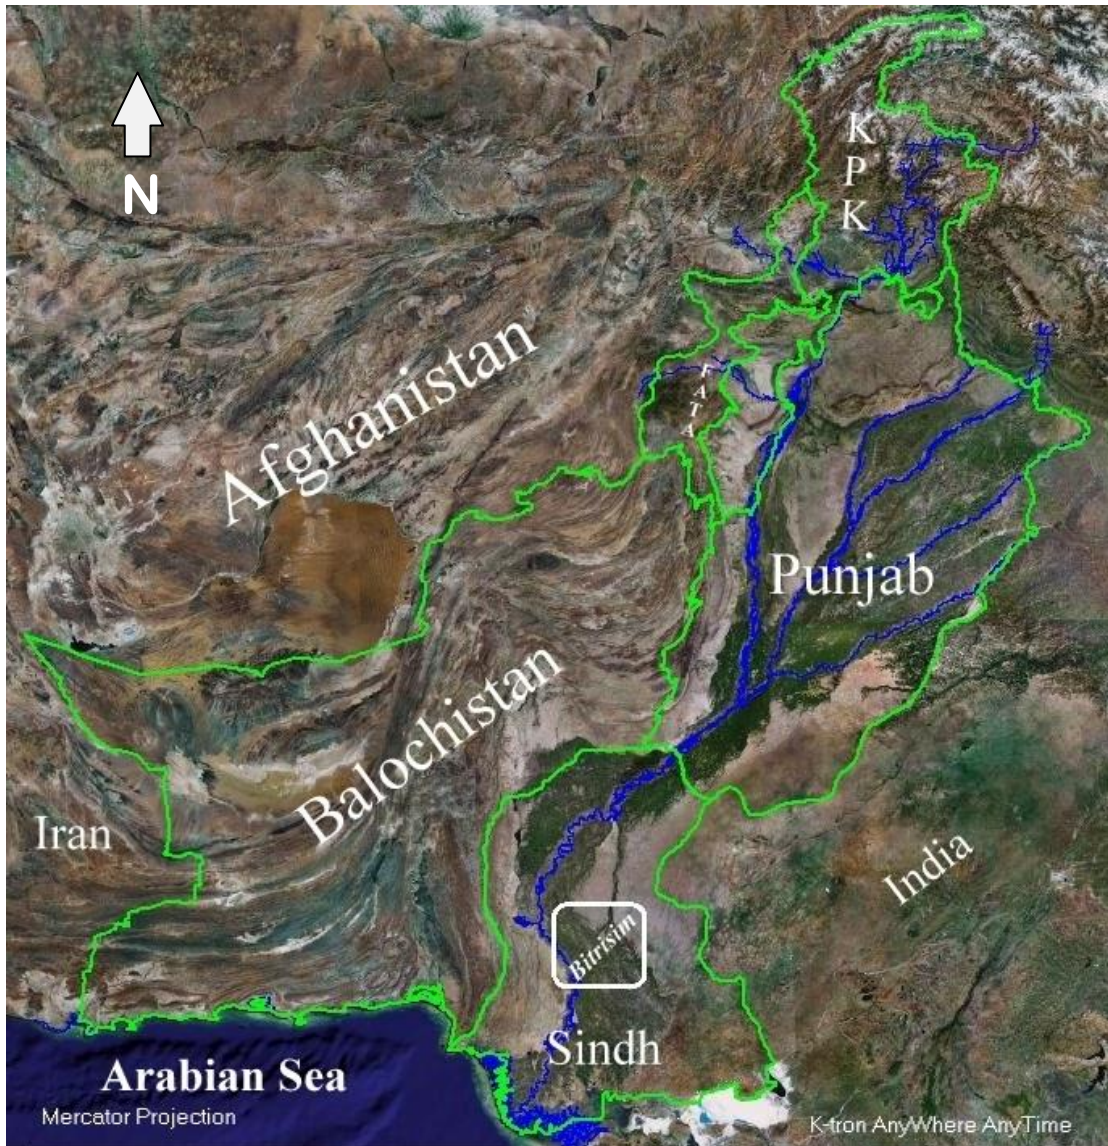 N
K
P
K
FATA
Afghanistan
Punjab
Balochistan
Iran
India
Bitrisim
Sindh
Arabian Sea
Mercator Projection
K-tron AnyWhere AnyTime